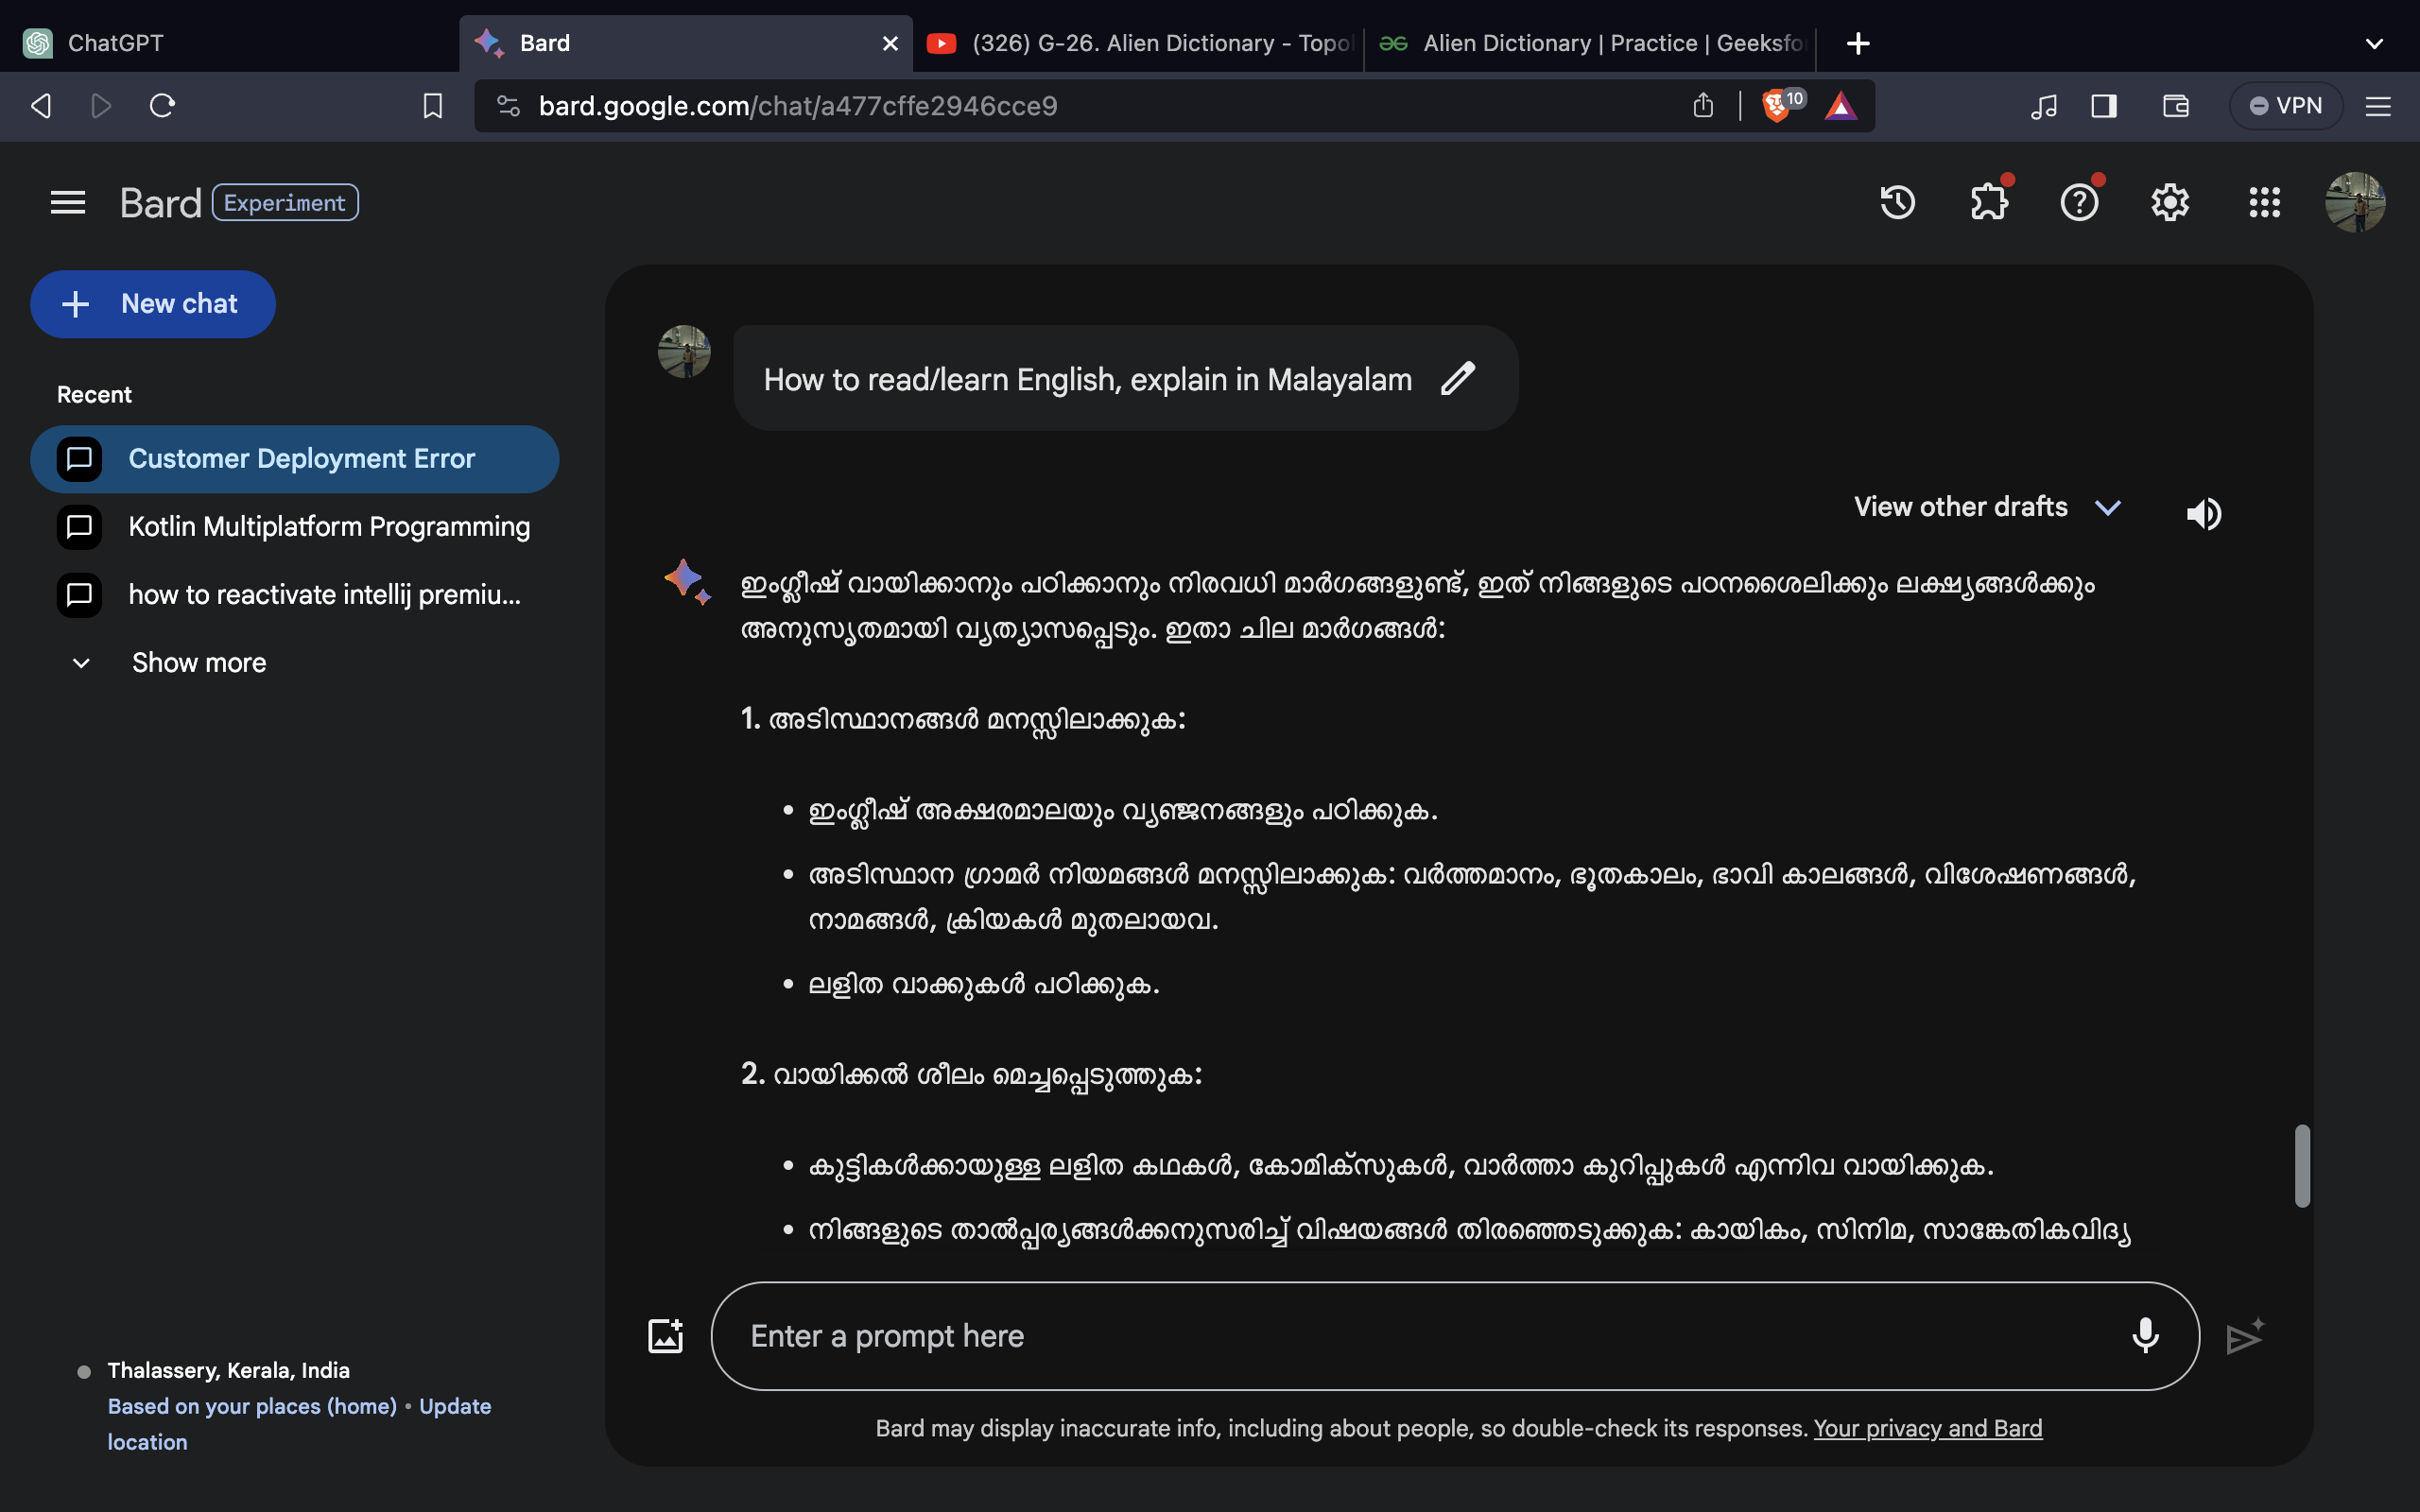 ChatGPT
Bard
(326) G-26. Alien Dictionary - Topol
Alien Dictionary | Practice | Geeksfo
bard.google.com/chat/a477cffe2946cce9
10
VPN
Bard
Experiment
New chat
Recent
Customer Deployment Error
Kotlin Multiplatform Programming
how to reactivate intellij premiu...
Show more
Thalassery, Kerala, India
Based on your places (home) • Update
location
How to read/learn English, explain in Malayalam
View other drafts
ഇംഗ്ലീഷ് വായിക്കാനും പഠിക്കാനും നിരവധി മാർഗങ്ങളുണ്ട്, ഇത് നിങ്ങളുടെ പഠനശൈലിക്കും ലക്ഷ്യങ്ങൾക്കും
അനുസൃതമായി വ്യത്യാസപ്പെടും. ഇതാ ചില മാർഗങ്ങൾ:
1. അടിസ്ഥാനങ്ങൾ മനസ്സിലാക്കുക:
• ഇംഗ്ലീഷ് അക്ഷരമാലയും വ്യഞ്ജനങ്ങളും പഠിക്കുക.
• അടിസ്ഥാന ഗ്രാമർ നിയമങ്ങൾ മനസ്സിലാക്കുക: വർത്തമാനം, ഭൂതകാലം, ഭാവി കാലങ്ങൾ, വിശേഷണങ്ങൾ,
നാമങ്ങൾ, ക്രിയകൾ മുതലായവ.
• ലളിത വാക്കുകൾ പഠിക്കുക.
2. വായിക്കൽ ശീലം മെച്ചപ്പെടുത്തുക:
• കുട്ടികൾക്കായുള്ള ലളിത കഥകൾ, കോമിക്സുകൾ, വാർത്താ കുറിപ്പുകൾ എന്നിവ വായിക്കുക.
• നിങ്ങളുടെ താൽപ്പര്യങ്ങൾക്കനുസരിച്ച് വിഷയങ്ങൾ തിരഞ്ഞെടുക്കുക: കായികം, സിനിമ, സാങ്കേതികവിദ്യ
Enter a prompt here
Bard may display inaccurate info, including about people, so double-check its responses. Your privacy and Bard